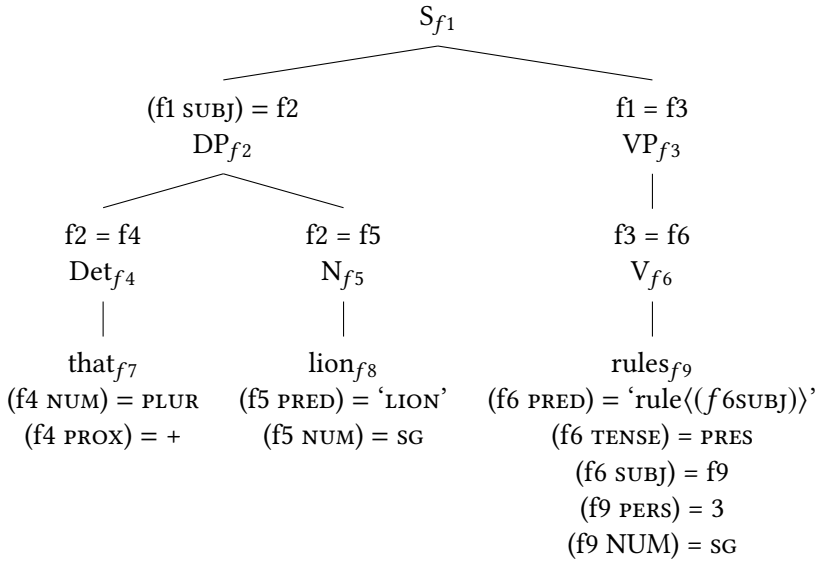 S_f1
(f1 SUBJ) = f2 f1 = f3
DP_f2 VP_f3
f2 = f4 f2 = f5 f3 = f6
Det_f4 N_f5 V_f6
that_f7 lion_f8 rules_f9
(f4 NUM) = PLUR (f5 PRED) = ‘LION’ (f6 PRED) = ‘rule⟨(f6SUBJ)⟩’
(f4 PROX) = + (f5 NUM) = SG (f6 TENSE) = PRES
(f6 SUBJ) = f9
(f9 PERS) = 3
(f9 NUM) = SG